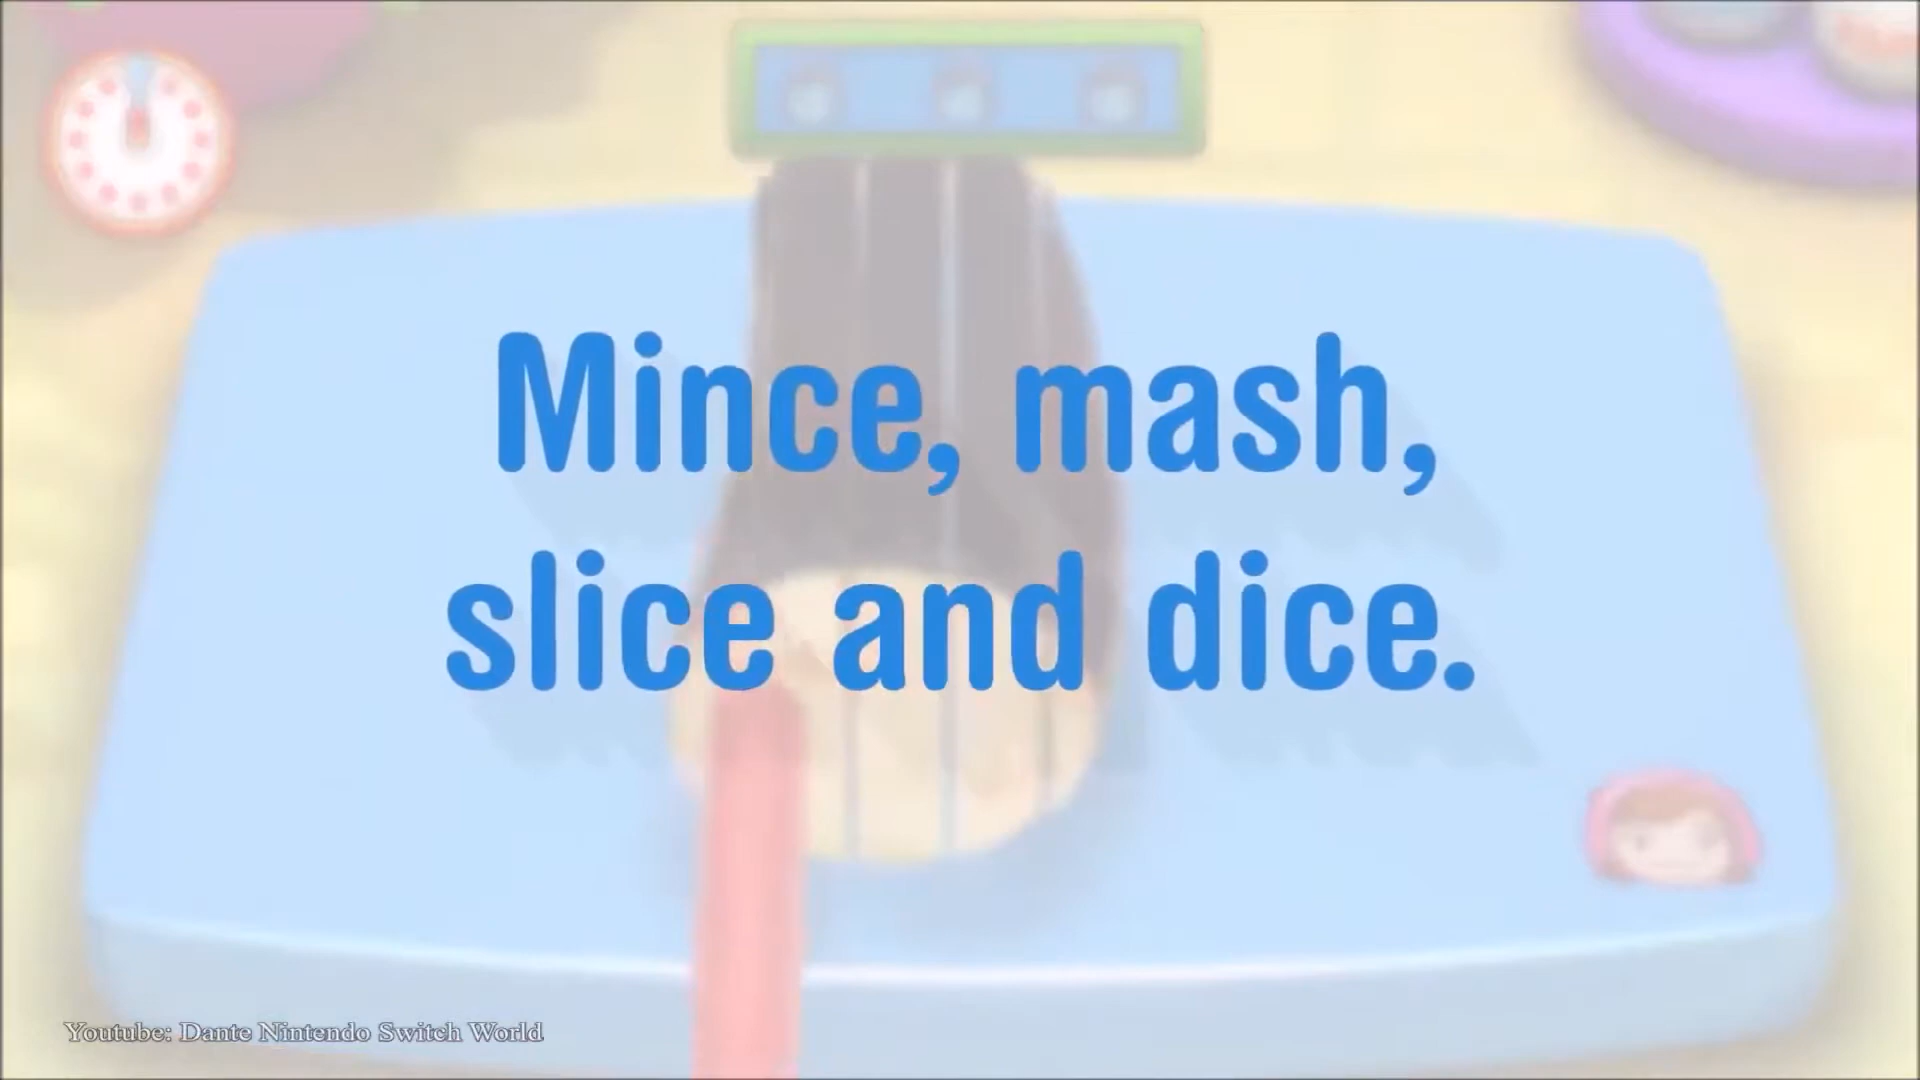 Mince, mash,
slice and dice.
Youtube: Dante Nintendo Switch World